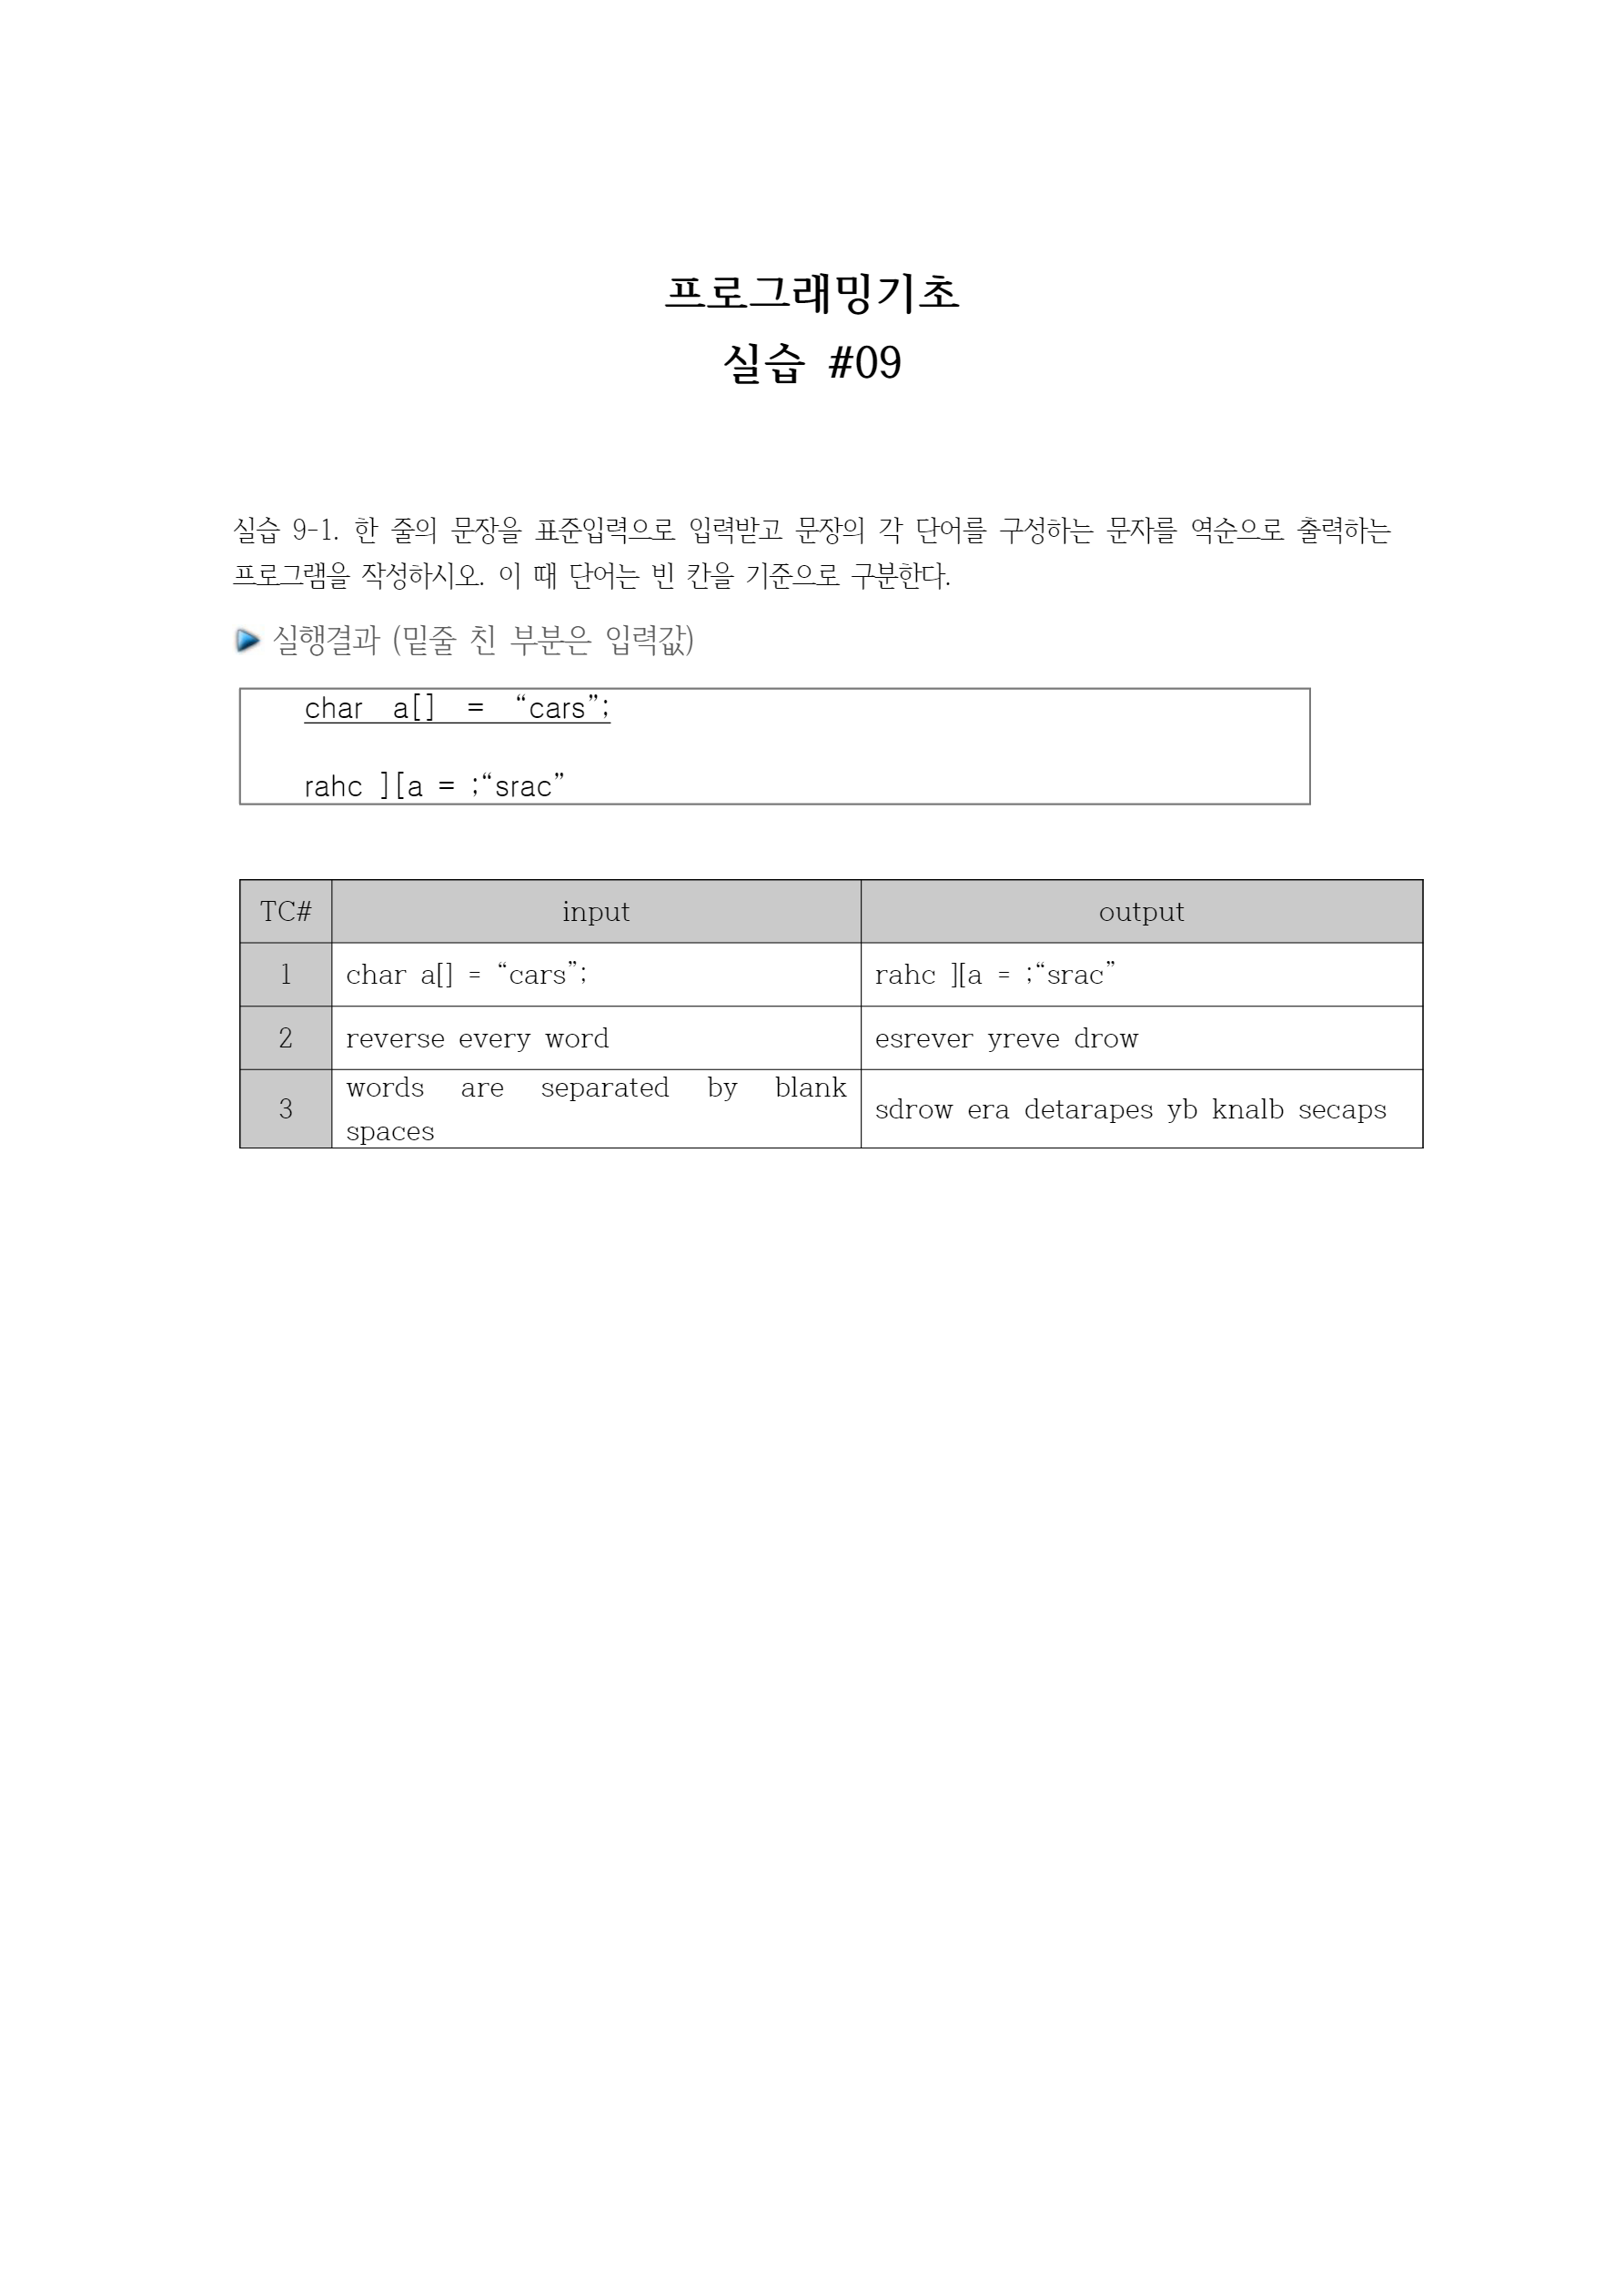 프로그래밍기초
실습 #09
실습 9-1. 한 줄의 문장을 표준입력으로 입력받고 문장의 각 단어를 구성하는 문자를 역순으로 출력하는
프로그램을 작성하시오. 이 때 단어는 빈 칸을 기준으로 구분한다.
실행결과 (밑줄 친 부분은 입력값)
char a[] = “cars”;
rahc ][a = ;“srac”
TC# input output
1 char a[] = “cars”; rahc ][a = ;“srac”
2 reverse every word esrever yreve drow
3 words are separated by blank
spaces sdrow era detarapes yb knalb secaps